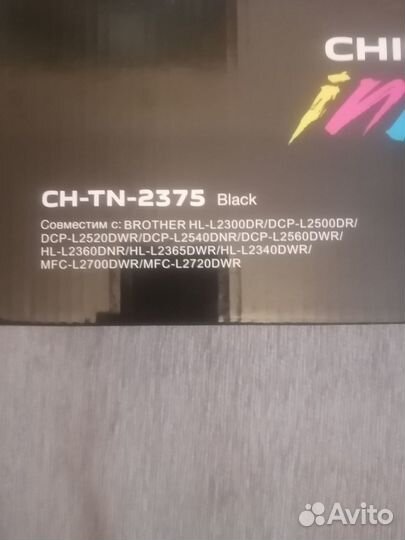 CH-TN-2375 Black
Совместим с: BROTHER HL-L2300DR/DCP-L2500DR/
DCP-L2520DWR/DCP-L2540DNR/DCP-L2560DWR/
HL-L2360DNR/HL-L2365DWR/HL-L2340DWR/
MFC-L2700DWR/MFC-L2720DWR
Avito